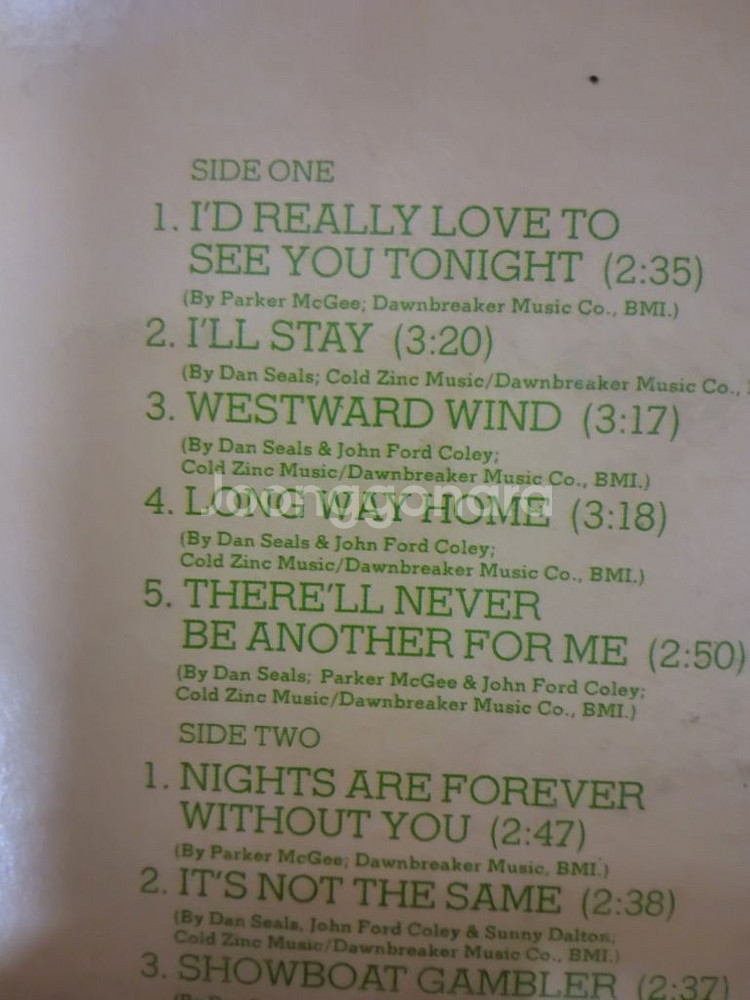 SIDE ONE
1. I'D REALLY LOVE TO
SEE YOU TONIGHT (2:35)
(By Parker McGee; Dawnbreaker Music Co., BMI.)
2. I'LL STAY (3:20)
(By Dan Seals; Cold Zinc Music/Dawnbreaker Music Co.,
3. WESTWARD WIND (3:17)
(By Dan Seals & John Ford Coley;
Cold Zinc Music/Dawnbreaker Music Co., BMI.)
Joonggonara
4. LONG WAY HOME (3:18)
(By Dan Seals & John Ford Coley;
Cold Zinc Music/Dawnbreaker Music Co., BMI.)
5. THERE'LL NEVER
BE ANOTHER FOR ME (2:50)
(By Dan Seals; Parker McGee & John Ford Coley;
Cold Zinc Music/Dawnbreaker Music Co., BMI.)
SIDE TWO
1. NIGHTS ARE FOREVER
WITHOUT YOU (2:47)
(By Parker McGee; Dawnbreaker Music, BMI.)
2. IT'S NOT THE SAME (2:38)
(By Dan Seals, John Ford Coley & Sunny Dalton;
Cold Zinc Music/Dawnbreaker Music Co., BMI.)
3. SHOWBOAT GAMBLER (2:37)